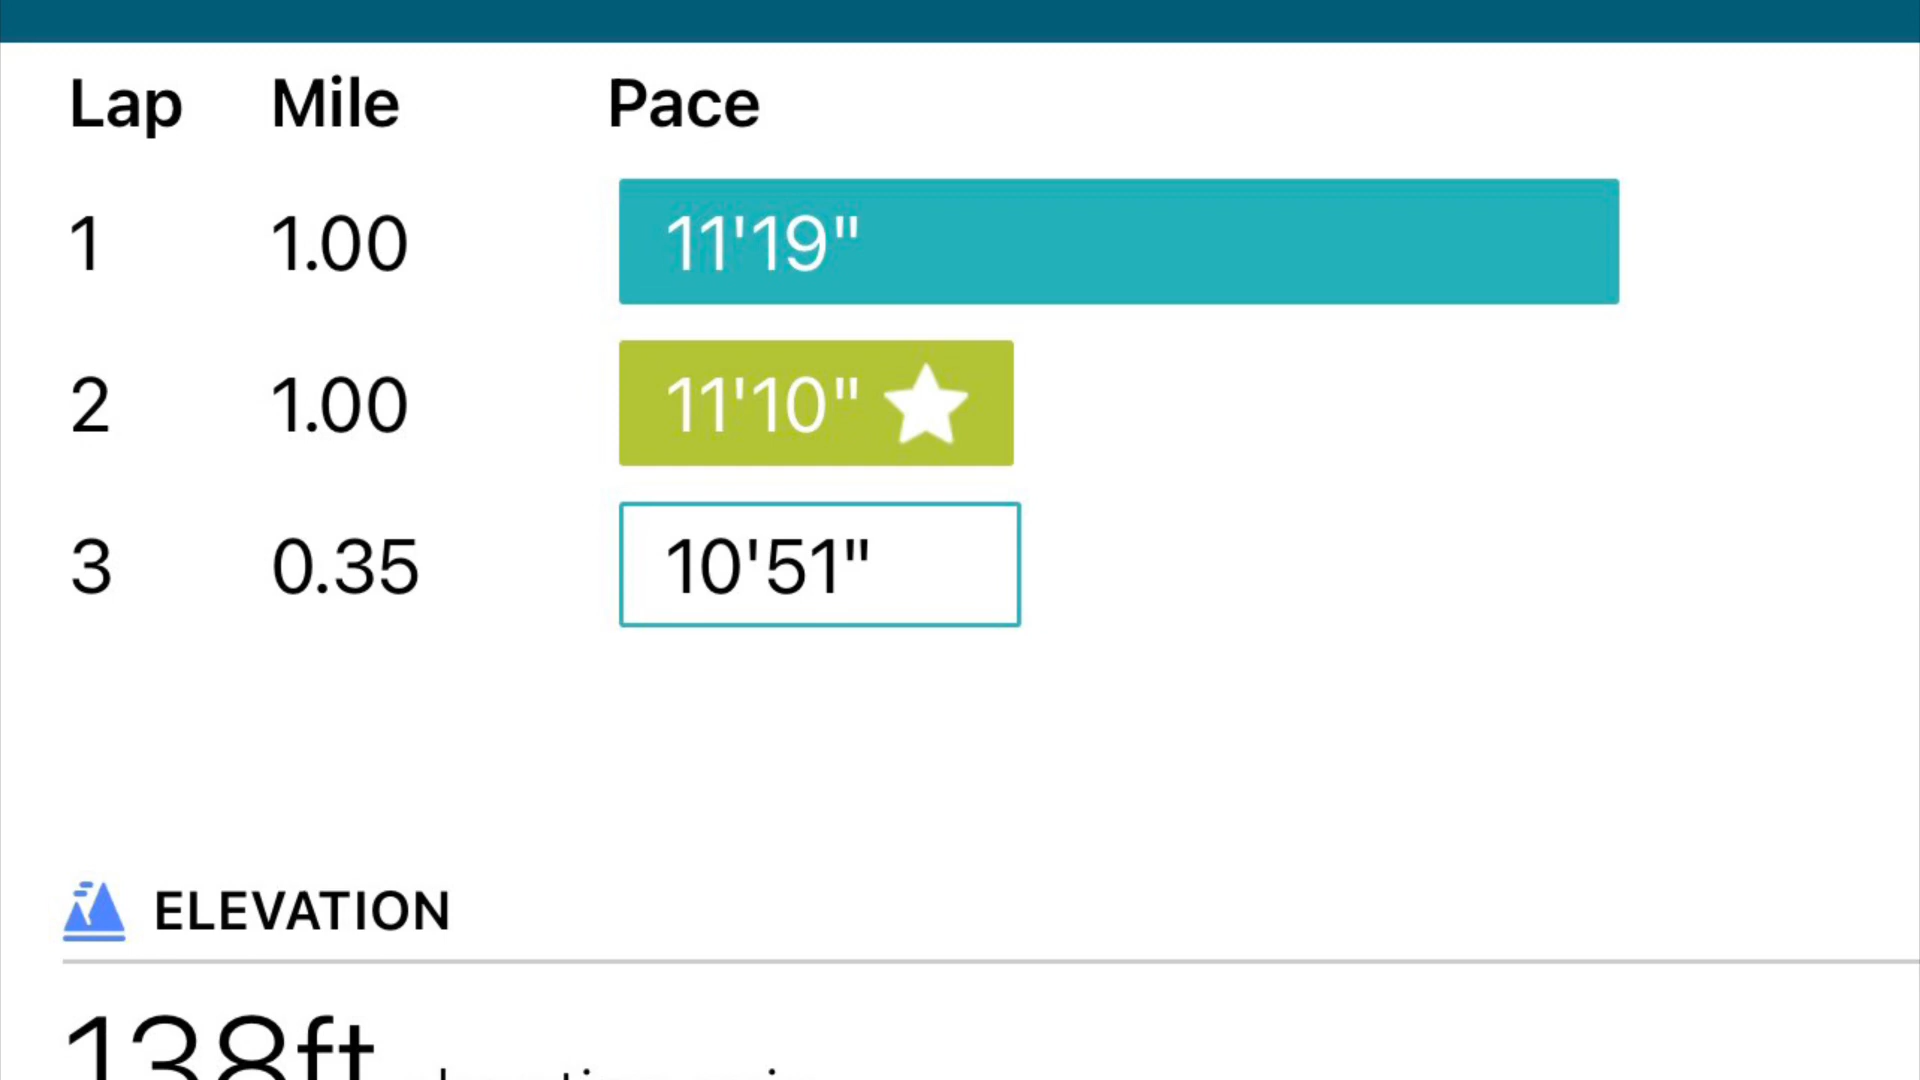 Lap Mile Pace
1 1.00 11'19"
2 1.00 11'10"
3 0.35 10'51"
ELEVATION
138ft